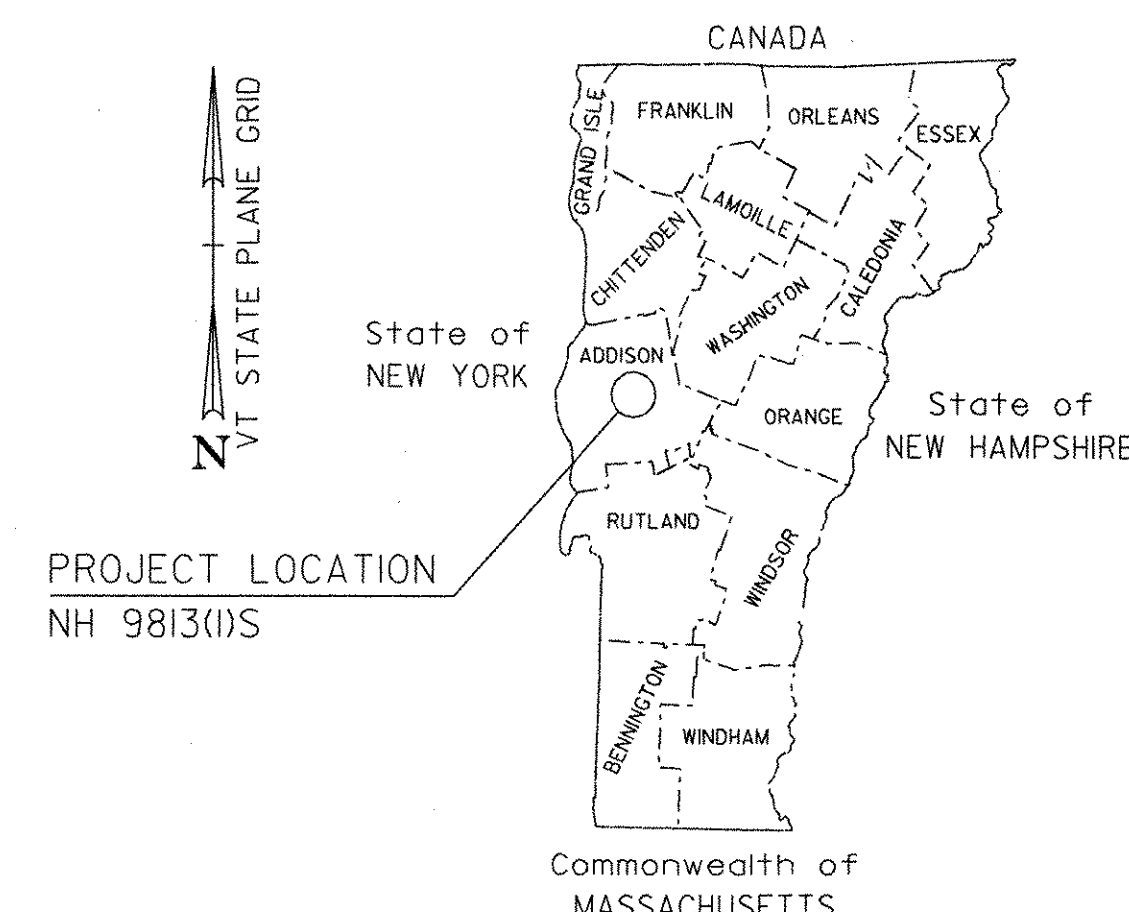 CANADA
VT STATE PLANE GRID
N
GRAND ISLE
FRANKLIN
ORLEANS
ESSEX
LAMOILLE
CHITTENDEN
CALEDONIA
WASHINGTON
State of
NEW YORK
ADDISON
ORANGE
State of
NEW HAMPSHIRE
RUTLAND
WINDSOR
PROJECT LOCATION
NH 9813(1)S
BENNINGTON
WINDHAM
Commonwealth of
MASSACHUSETTS